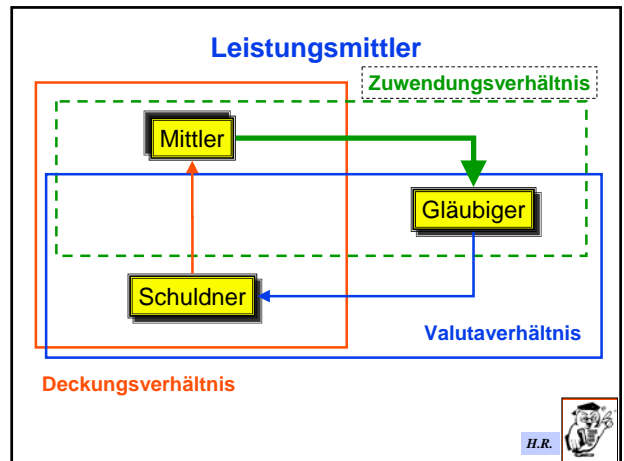 Leistungsmittler
Zuwendungsverhältnis
Mittler
Gläubiger
Schuldner
Valutaverhältnis
Deckungsverhältnis
H.R.